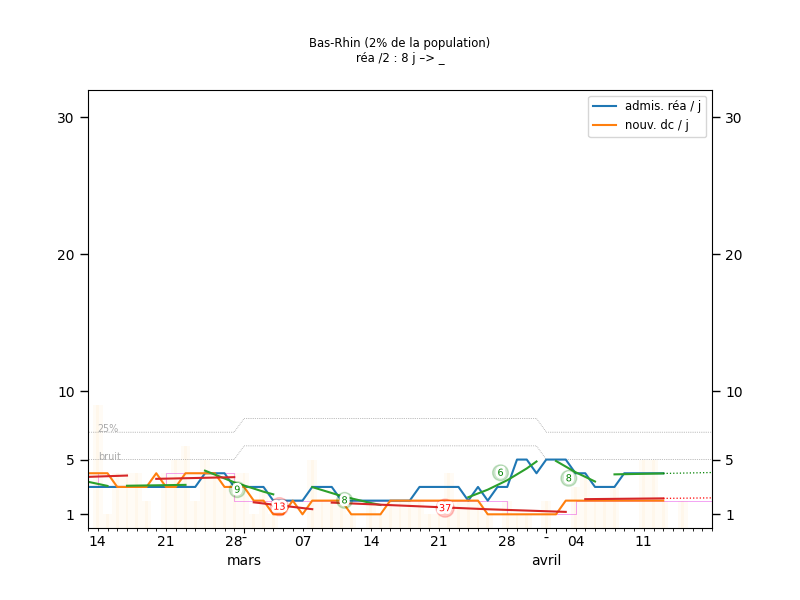 Bas-Rhin (2% de la population)
réa /2 : 8 j –> _
admis. réa / j
nouv. dc / j
30 30
20 20
10 10
25%
bruit
5 5
6
8
9
8
13
37
1 1
14 21 28 07 14 21 28 04 11
mars avril